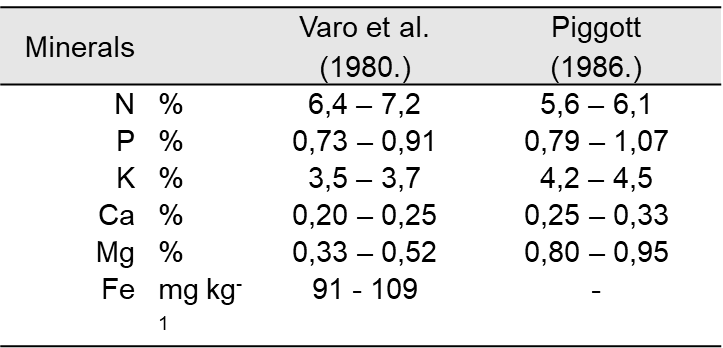 Minerals Varo et al. (1980.) Piggott (1986.)
N % 6,4 – 7,2 5,6 – 6,1
P % 0,73 – 0,91 0,79 – 1,07
K % 3,5 – 3,7 4,2 – 4,5
Ca % 0,20 – 0,25 0,25 – 0,33
Mg % 0,33 – 0,52 0,80 – 0,95
Fe mg kg-1 91 - 109 -